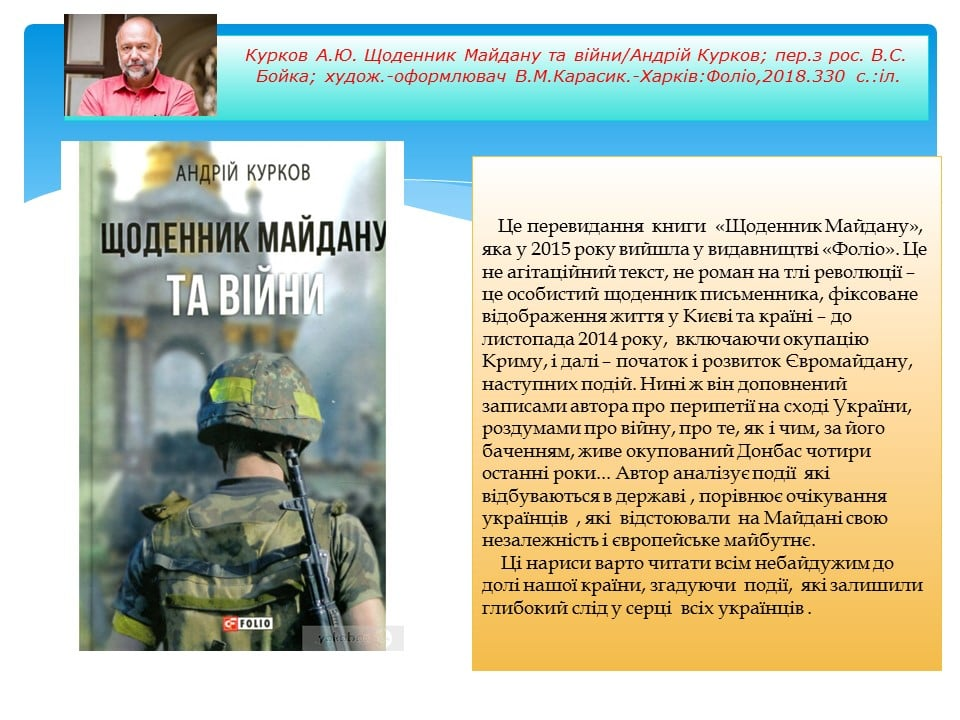 Курков А.Ю. Щоденник Майдану та війни/Андрій Курков; пер.з рос. В.С.
Бойка; худож.-оформлювач В.М.Карасик.-Харків:Фоліо,2018.330 с.:іл.
АНДРІЙ КУРКОВ
ЩОДЕННИК МАЙДАНУ
ТА ВІЙНИ
FOLIO
Це перевидання книги «Щоденник Майдану»,
яка у 2015 року вийшла у видавництві «Фоліо». Це
не агітаційний текст, не роман на тлі революції –
це особистий щоденник письменника, фіксоване
відображення життя у Києві та країні – до
листопада 2014 року, включаючи окупацію
Криму, і далі – початок і розвиток Євромайдану,
наступних подій. Нині ж він доповнений
записами автора про перипетії на сході України,
роздумами про війну, про те, як і чим, за його
баченням, живе окупований Донбас чотири
останні роки... Автор аналізує події які
відбуваються в державі , порівнює очікування
українців , які відстоювали на Майдані свою
незалежність і європейське майбутнє.
Ці нариси варто читати всім небайдужим до
долі нашої країни, згадуючи події, які залишили
глибокий слід у серці всіх українців .